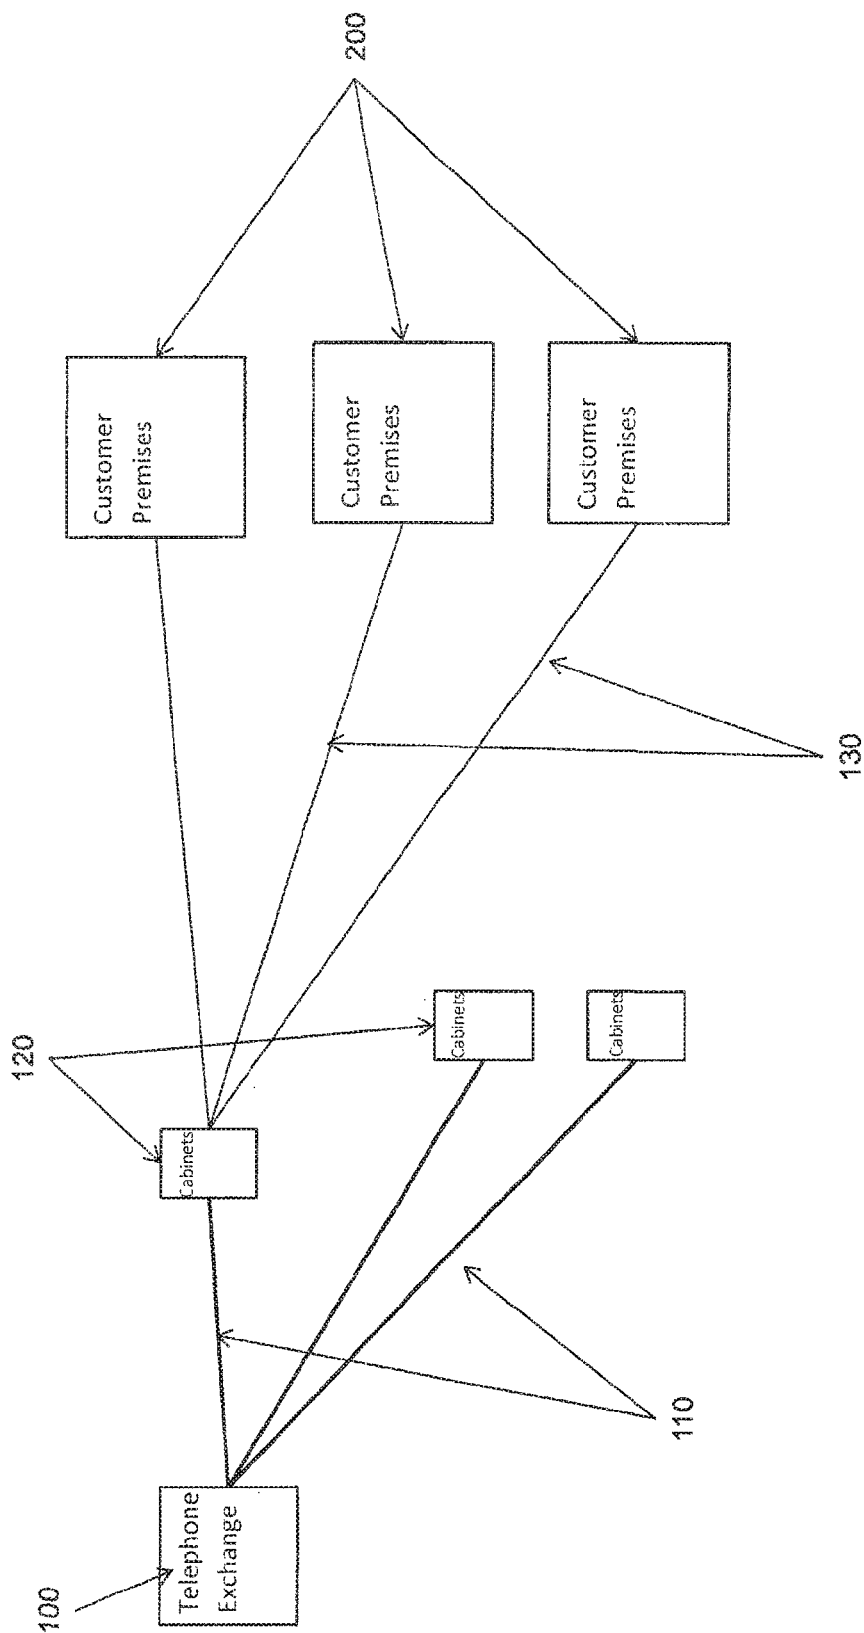 100
Telephone
Exchange
110
120
Cabinets
Cabinets
Cabinets
130
Customer
Premises
Customer
Premises
Customer
Premises
200